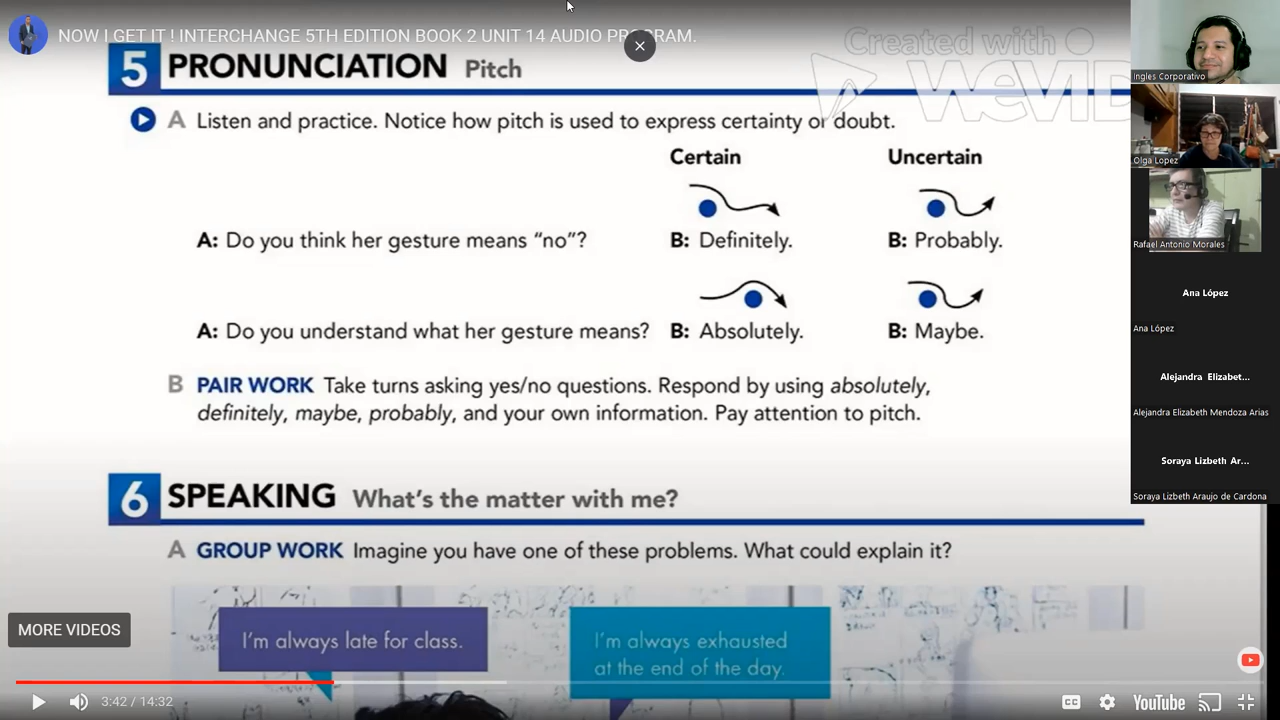 NOW I GET IT ! INTERCHANGE 5TH EDITION BOOK 2 UNIT 14 AUDIO PROGRAM.
Created with
WEVID
5 PRONUNCIATION Pitch
A Listen and practice. Notice how pitch is used to express certainty or doubt.
Certain Uncertain
A: Do you think her gesture means “no”? B: Definitely. B: Probably.
A: Do you understand what her gesture means? B: Absolutely. B: Maybe.
B PAIR WORK Take turns asking yes/no questions. Respond by using absolutely,
definitely, maybe, probably, and your own information. Pay attention to pitch.
6 SPEAKING What’s the matter with me?
A GROUP WORK Imagine you have one of these problems. What could explain it?
I’m always late for class.
I’m always exhausted
at the end of the day.
MORE VIDEOS
3:42 / 14:32
CC
YouTube
Ingles Corporativo
Olga Lopez
Rafael Antonio Morales
Ana López
Ana López
Alejandra Elizabet...
Alejandra Elizabeth Mendoza Arias
Soraya Lizbeth Ar...
Soraya Lizbeth Araujo de Cardona